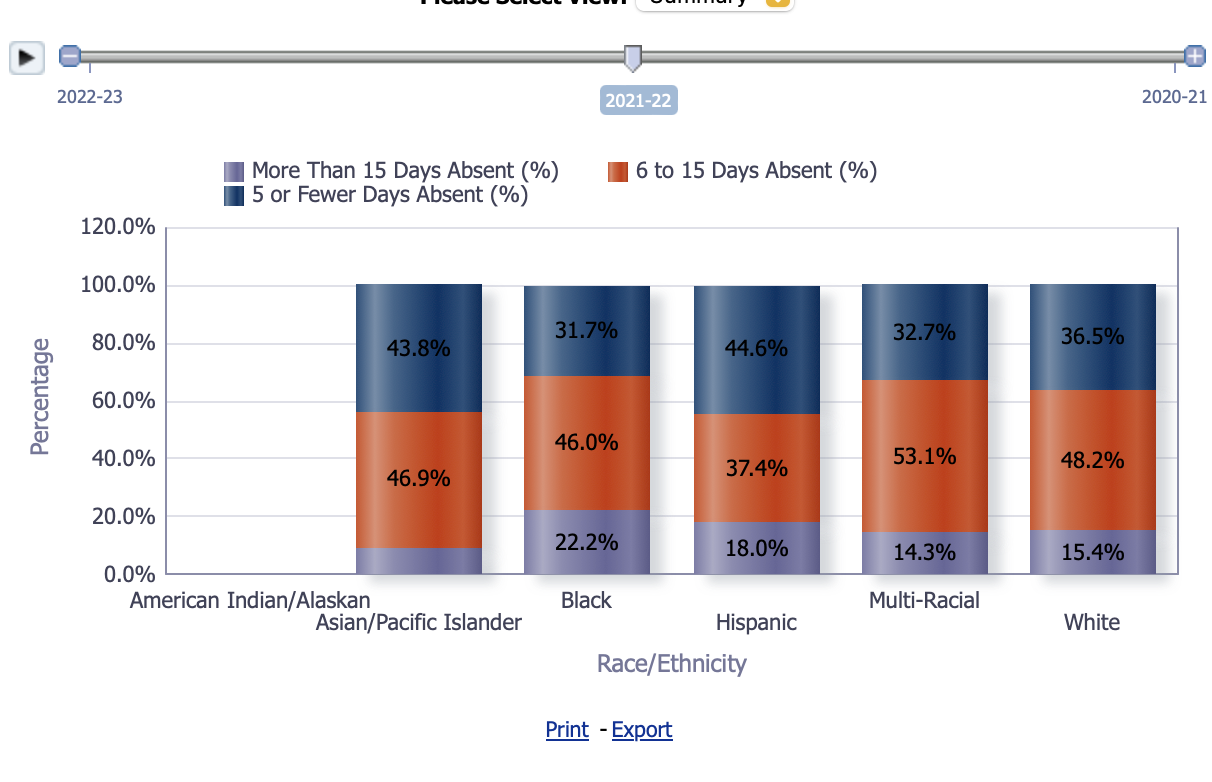 Please Select View: Summary
2022-23 2021-22 2020-21
More Than 15 Days Absent (%) 6 to 15 Days Absent (%)
5 or Fewer Days Absent (%)
120.0%
100.0%
80.0%
60.0%
40.0%
20.0%
0.0%
Percentage
43.8% 31.7% 44.6% 32.7% 36.5%
46.9% 46.0% 37.4% 53.1% 48.2%
22.2% 18.0% 14.3% 15.4%
American Indian/Alaskan Black Multi-Racial
Asian/Pacific Islander Hispanic White
Race/Ethnicity
Print - Export